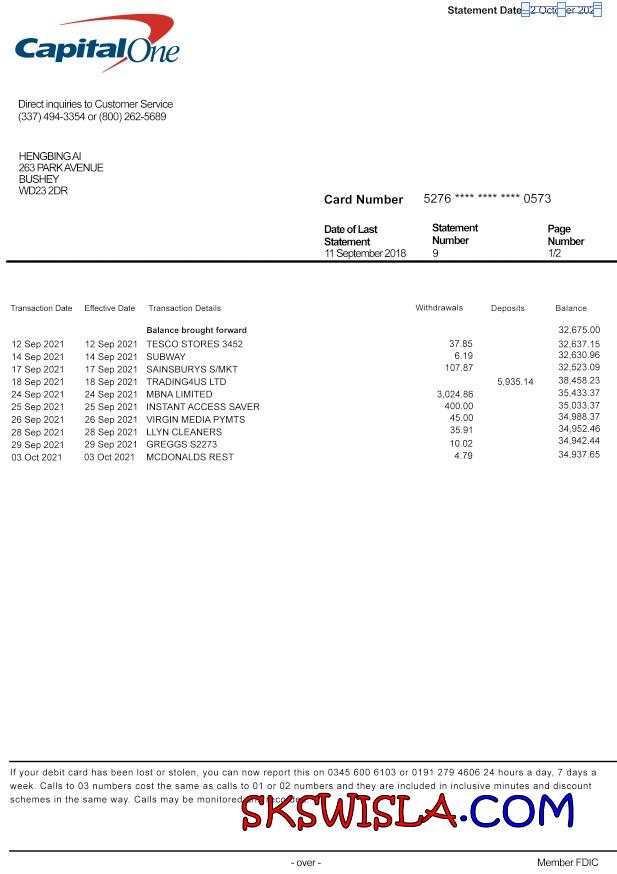 Statement Date 2 October 202
CapitalOne
Direct inquiries to Customer Service
(337) 494-3354 or (800) 262-5689
HENGBING AI
263 PARK AVENUE
BUSHEY
WD23 2DR
Card Number 5276 **** **** **** 0573
Date of Last Statement Page
Statement Number Number
11 September 2018 9 1/2
Transaction Date Effective Date Transaction Details Withdrawals Deposits Balance
Balance brought forward 32,675.00
12 Sep 2021 12 Sep 2021 TESCO STORES 3452 37.85 32,637.15
14 Sep 2021 14 Sep 2021 SUBWAY 6.19 32,630.96
17 Sep 2021 17 Sep 2021 SAINSBURYS S/MKT 107.87 32,523.09
18 Sep 2021 18 Sep 2021 TRADING4US LTD 5,935.14 38,458.23
24 Sep 2021 24 Sep 2021 MBNA LIMITED 3,024.86 35,433.37
25 Sep 2021 25 Sep 2021 INSTANT ACCESS SAVER 400.00 35,033.37
26 Sep 2021 26 Sep 2021 VIRGIN MEDIA PYMTS 45.00 34,988.37
28 Sep 2021 28 Sep 2021 LLYN CLEANERS 35.91 34,952.46
29 Sep 2021 29 Sep 2021 GREGGS S2273 10.02 34,942.44
03 Oct 2021 03 Oct 2021 MCDONALDS REST 4.79 34,937.65
If your debit card has been lost or stolen, you can now report this on 0345 600 6103 or 0191 279 4606 24 hours a day, 7 days a
week. Calls to 03 numbers cost the same as calls to 01 or 02 numbers and they are included in inclusive minutes and discount
schemes in the same way. Calls may be monitored
SKSWISLA.COM
- over -
Member FDIC